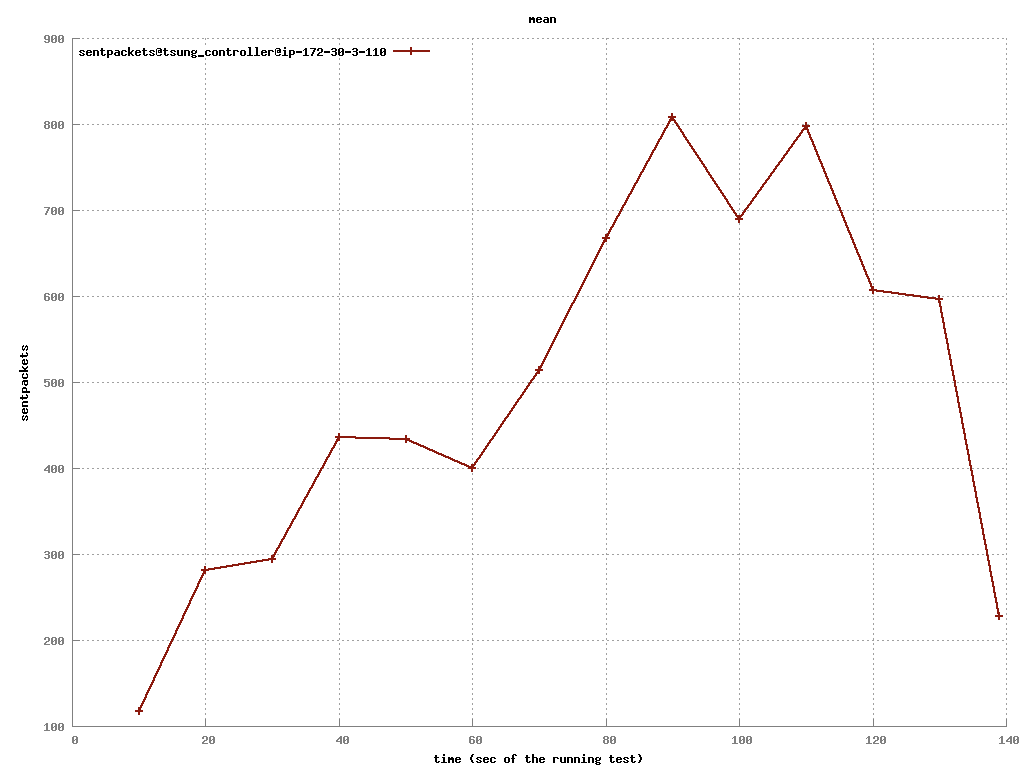 mean
900
sentpackets@tsung_controller@ip-172-30-3-110
800
700
600
500
sentpackets
400
300
200
100
0 20 40 60 80 100 120 140
time (sec of the running test)